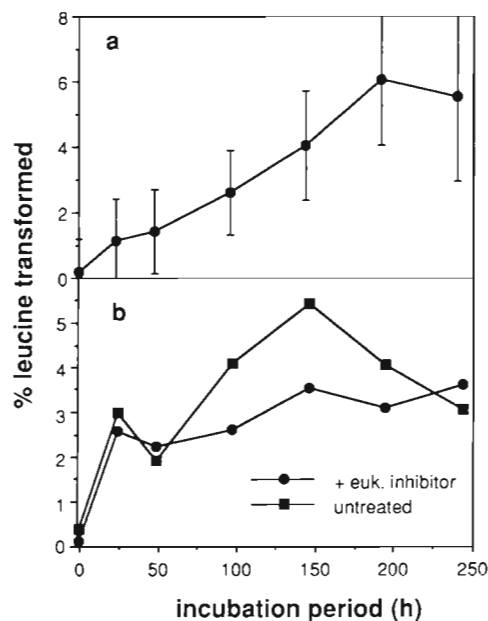 a
8
6
4
2
0
% leucine transformed
b
5
4
3
2
1
0
+ euk. inhibitor
untreated
0 50 100 150 200 250
incubation period (h)